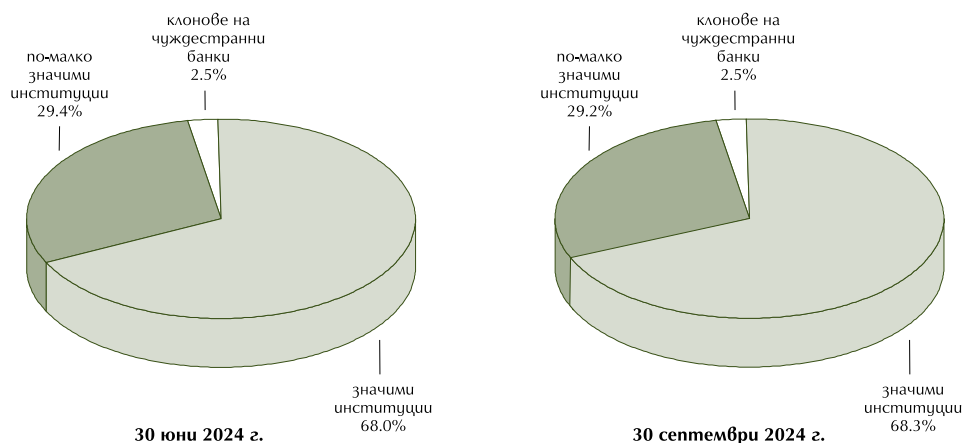 клонове на
чуждестранни
банки
2.5%
по-малко
значими
институции
29.4%
значими
институции
68.0%
30 юни 2024 г.
клонове на
чуждестранни
банки
2.5%
по-малко
значими
институции
29.2%
значими
институции
68.3%
30 септември 2024 г.